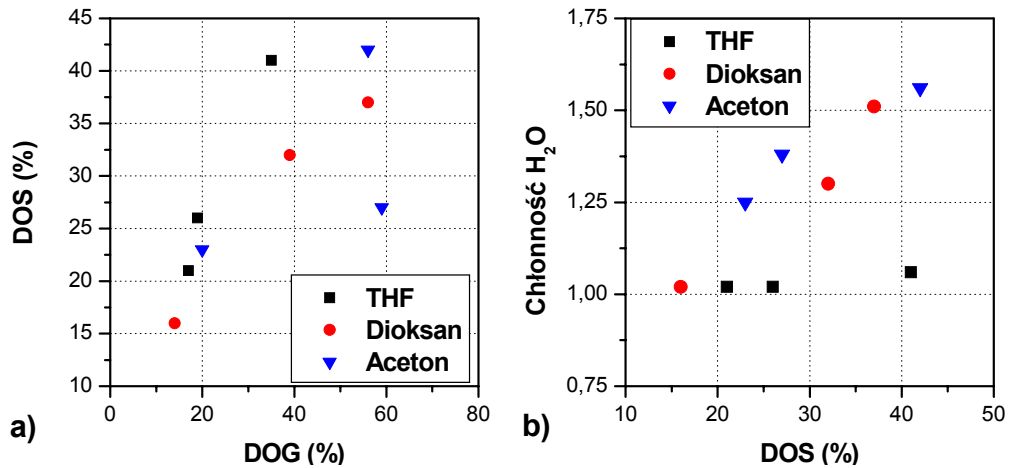 45
40
35
30
25
20
15
10
DOS (%)
THF
Dioksan
Aceton
0 20 40 60 80
a)
DOG (%)
1,75
1,50
1,25
1,00
0,75
Chłonność H₂O
THF
Dioksan
Aceton
10 20 30 40 50
b)
DOS (%)